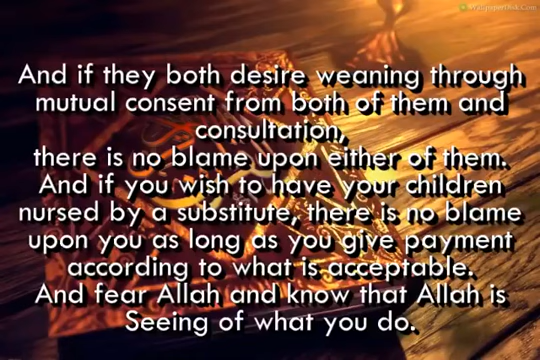 WallpaperDisk.Com
And if they both desire weaning through
mutual consent from both of them and
consultation,
there is no blame upon either of them.
And if you wish to have your children
nursed by a substitute, there is no blame
upon you as long as you give payment
according to what is acceptable.
And fear Allah and know that Allah is
Seeing of what you do.